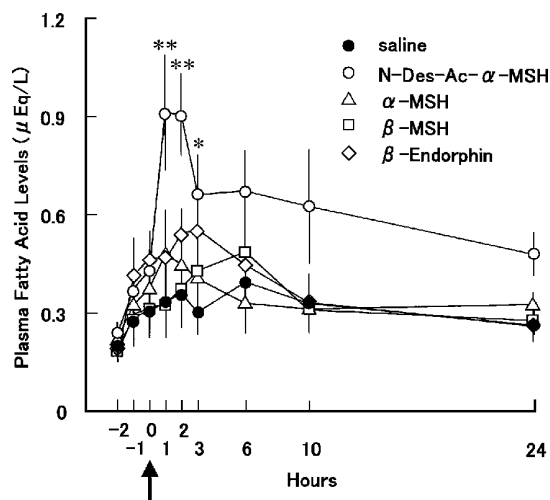 Plasma Fatty Acid Levels (μ Eq/L)
1.2
0.9
0.6
0.3
0
**
**
*
saline
N-Des-Ac-α-MSH
α-MSH
β-MSH
β-Endorphin
-2 0 2
-1 1 3 6 10 24
Hours